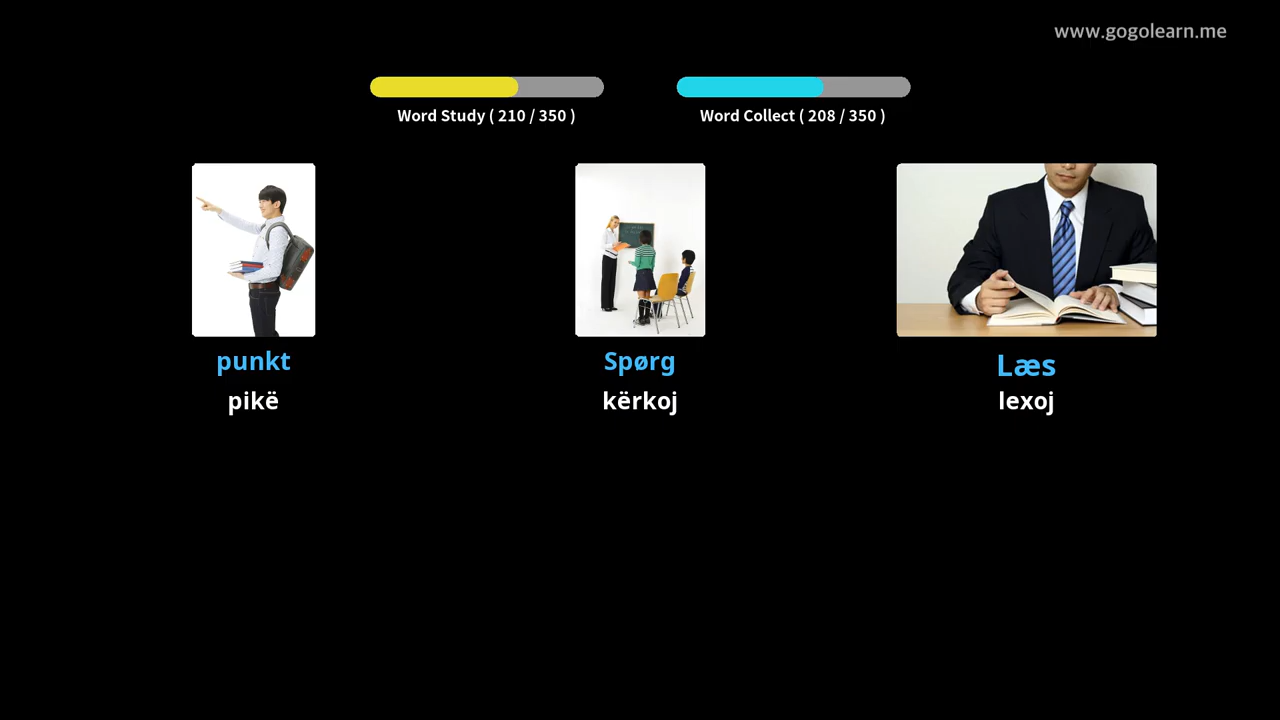 www.gogolearn.me
Word Study ( 210 / 350 )
Word Collect ( 208 / 350 )
punkt
Spørg
Læs
pikë
kërkoj
lexoj